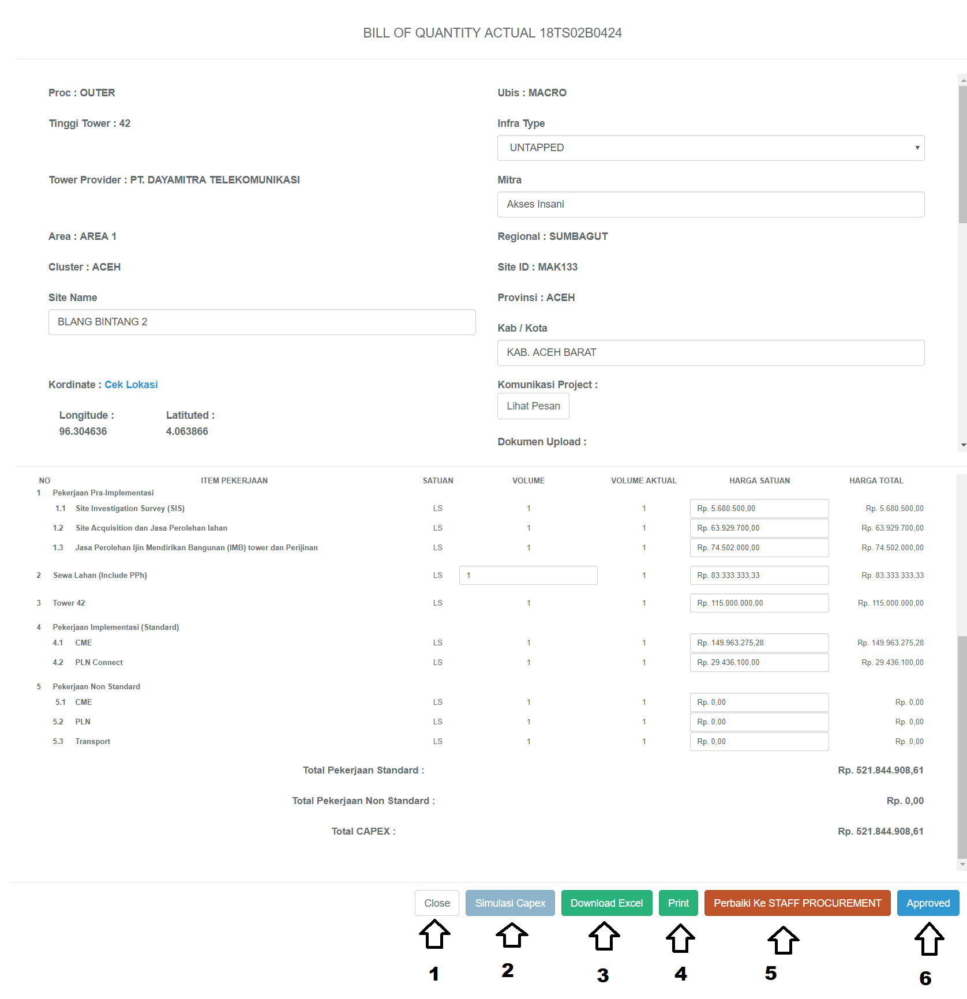 BILL OF QUANTITY ACTUAL 18TS02B0424
Proc : OUTER
Ubis : MACRO
Tinggi Tower : 42
Infra Type
UNTAPPED
Tower Provider : PT. DAYAMITRA TELEKOMUNIKASI
Mitra
Akses Insani
Area : AREA 1
Regional : SUMBAGUT
Cluster : ACEH
Site ID : MAK133
Site Name
Provinsi : ACEH
BLANG BINTANG 2
Kab / Kota
KAB. ACEH BARAT
Kordinate : Cek Lokasi
Komunikasi Project :
Lihat Pesan
Longitude : Latituted :
96.304636 4.063866
Dokumen Upload :
NO ITEM PEKERJAAN SATUAN VOLUME VOLUME AKTUAL HARGA SATUAN HARGA TOTAL
1 Pekerjaan Pra-Implementasi
1.1 Site Investigation Survey (SIS) LS 1 1 Rp. 5.680.500,00 Rp. 5.680.500,00
1.2 Site Acquisition dan Jasa Perolehan lahan LS 1 1 Rp. 63.929.700,00 Rp. 63.929.700,00
1.3 Jasa Perolehan Ijin Mendirikan Bangunan (IMB) tower dan Perijinan LS 1 1 Rp. 74.502.000,00 Rp. 74.502.000,00
2 Sewa Lahan (Include PPh) LS 1 1 Rp. 83.333.333,33 Rp. 83.333.333,33
3 Tower 42 LS 1 1 Rp. 115.000.000,00 Rp. 115.000.000,00
4 Pekerjaan Implementasi (Standard)
4.1 CME LS 1 1 Rp. 149.963.275,28 Rp. 149.963.275,28
4.2 PLN Connect LS 1 1 Rp. 29.436.100,00 Rp. 29.436.100,00
5 Pekerjaan Non Standard
5.1 CME LS 1 1 Rp. 0,00 Rp. 0,00
5.2 PLN LS 1 1 Rp. 0,00 Rp. 0,00
5.3 Transport LS 1 1 Rp. 0,00 Rp. 0,00
Total Pekerjaan Standard : Rp. 521.844.908,61
Total Pekerjaan Non Standard : Rp. 0,00
Total CAPEX : Rp. 521.844.908,61
Close Simulasi Capex Download Excel Print Perbaiki Ke STAFF PROCUREMENT Approved
1 2 3 4 5 6